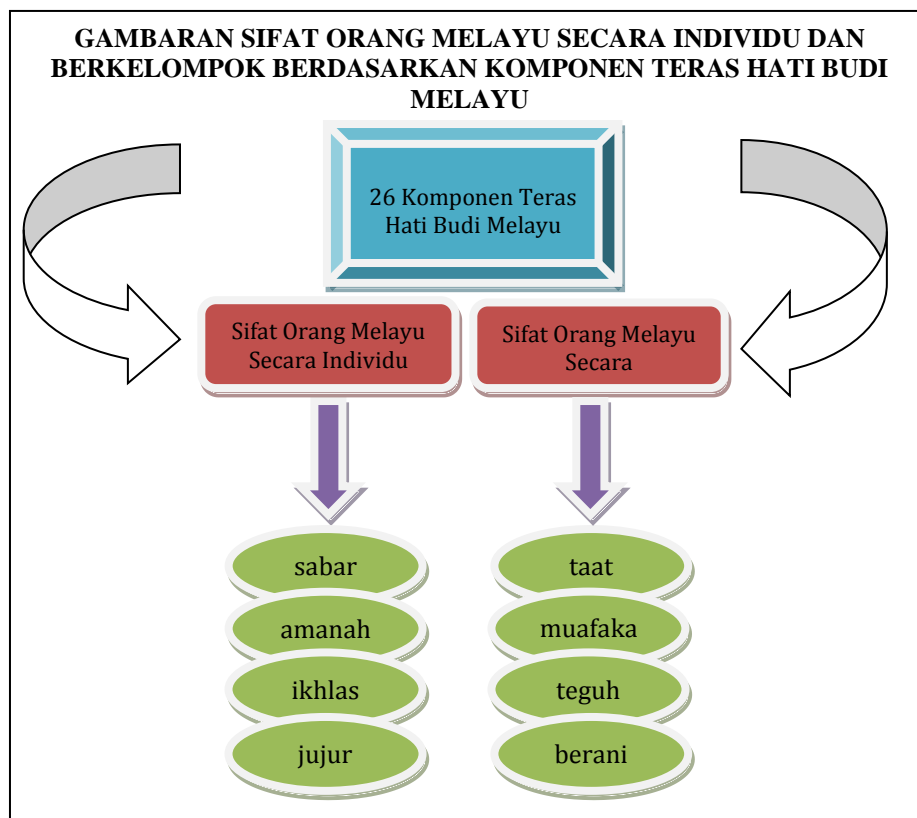 GAMBARAN SIFAT ORANG MELAYU SECARA INDIVIDU DAN
BERKELOMPOK BERDASARKAN KOMPONEN TERAS HATI BUDI
MELAYU
26 Komponen Teras
Hati Budi Melayu
Sifat Orang Melayu
Secara Individu
Sifat Orang Melayu
Secara
sabar
amanah
ikhlas
jujur
taat
muafaka
teguh
berani